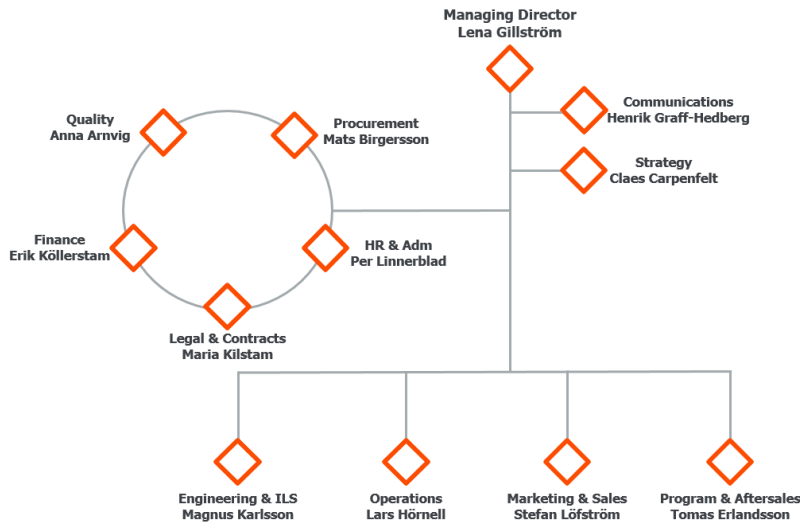 Managing Director
Lena Gillström
Communications
Henrik Graff-Hedberg
Strategy
Claes Carpenfelt
Quality
Anna Arnvig
Procurement
Mats Birgersson
Finance
Erik Köllerstam
HR & Adm
Per Linnerblad
Legal & Contracts
Maria Kilstam
Engineering & ILS
Magnus Karlsson
Operations
Lars Hörnell
Marketing & Sales
Stefan Löfström
Program & Aftersales
Tomas Erlandsson